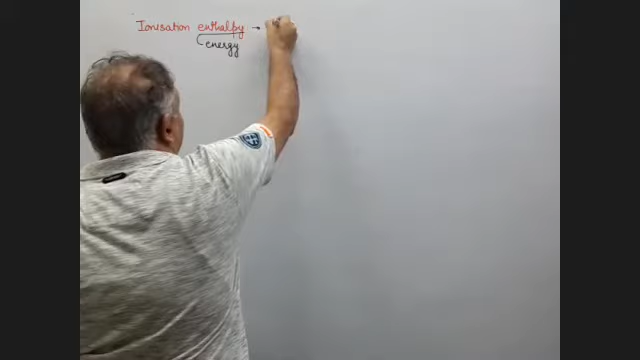 Ionisation enthalpy →
energy